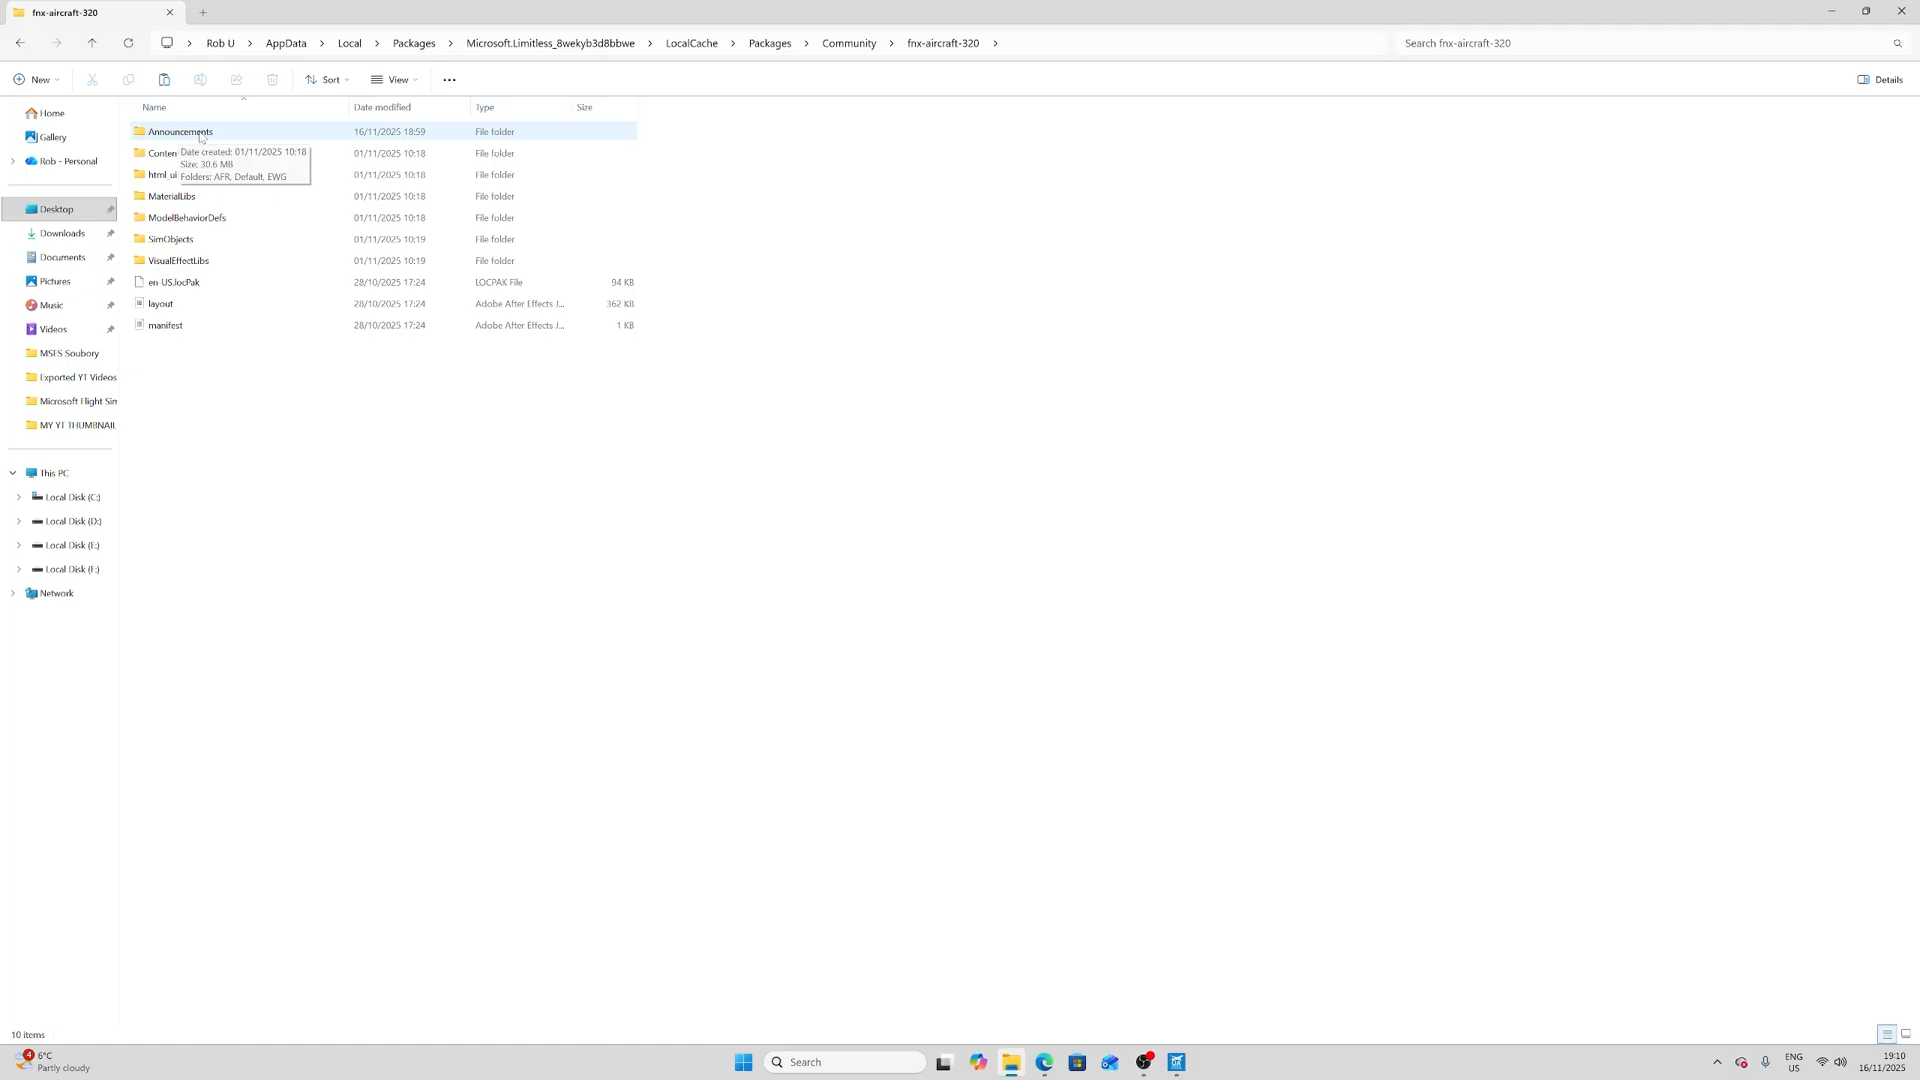 fnx-aircraft-320
Rob U > AppData > Local > Packages > Microsoft.Limitless_8wekyb3d8bbwe > LocalCache > Packages > Community > fnx-aircraft-320 >
Search fnx-aircraft-320
New
Sort
View
Details
Name Date modified Type Size
Announcements 16/11/2025 18:59 File folder
Conten 01/11/2025 10:18 File folder
html_ui 01/11/2025 10:18 File folder
MaterialLibs 01/11/2025 10:18 File folder
ModelBehaviorDefs 01/11/2025 10:18 File folder
SimObjects 01/11/2025 10:19 File folder
VisualEffectLibs 01/11/2025 10:19 File folder
en-US.locPak 28/10/2025 17:24 LOCPAK File 94 KB
layout 28/10/2025 17:24 Adobe After Effects J... 362 KB
manifest 28/10/2025 17:24 Adobe After Effects J... 1 KB
Date created: 01/11/2025 10:18
Size: 30.6 MB
Folders: AFR, Default, EWG
Home
Gallery
Rob - Personal
Desktop
Downloads
Documents
Pictures
Music
Videos
MSFS Soubory
Exported YT Videos
Microsoft Flight Sim
MY YT THUMBNAIL
This PC
Local Disk (C:)
Local Disk (D:)
Local Disk (E:)
Local Disk (F:)
Network
10 items
4
6°C
Partly cloudy
Search
ENG
US
19:10
16/11/2025